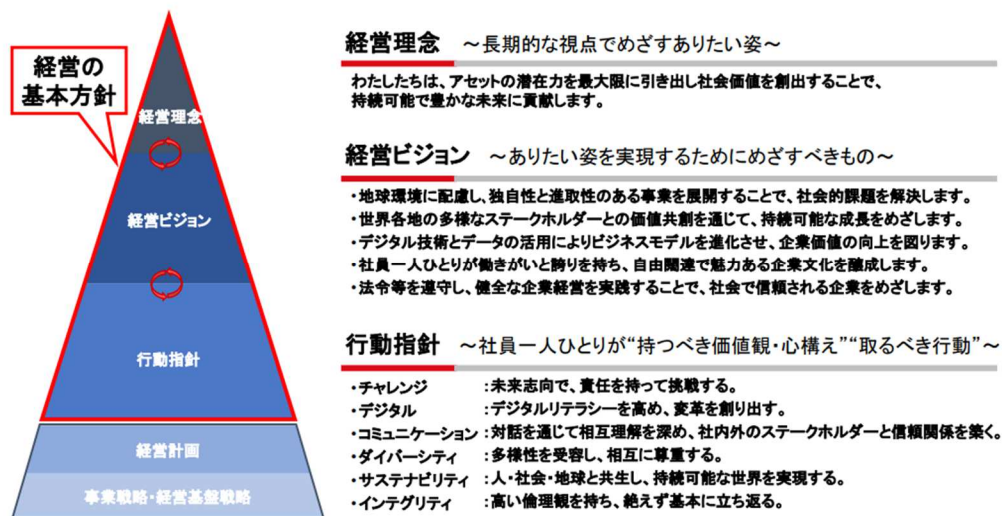 経営の
基本方針
経営理念
経営ビジョン
行動指針
経営計画
事業戦略・経営基盤戦略
経営理念 ～長期的な視点でめざすありたい姿～
わたしたちは、アセットの潜在力を最大限に引き出し社会価値を創出することで、
持続可能で豊かな未来に貢献します。
経営ビジョン ～ありたい姿を実現するためにめざすべきもの～
・地球環境に配慮し、独自性と進取性のある事業を展開することで、社会的課題を解決します。
・世界各地の多様なステークホルダーとの価値共創を通じて、持続可能な成長をめざします。
・デジタル技術とデータの活用によりビジネスモデルを進化させ、企業価値の向上を図ります。
・社員一人ひとりが働きがいと誇りを持ち、自由闊達で魅力ある企業文化を醸成します。
・法令等を遵守し、健全な企業経営を実践することで、社会で信頼される企業をめざします。
行動指針 ～社員一人ひとりが“持つべき価値観・心構え”“取るべき行動”～
・チャレンジ ：未来志向で、責任を持って挑戦する。
・デジタル ：デジタルリテラシーを高め、変革を創り出す。
・コミュニケーション ：対話を通じて相互理解を深め、社内外のステークホルダーと信頼関係を築く。
・ダイバーシティ ：多様性を受容し、相互に尊重する。
・サステナビリティ ：人・社会・地球と共生し、持続可能な世界を実現する。
・インテグリティ ：高い倫理観を持ち、絶えず基本に立ち返る。